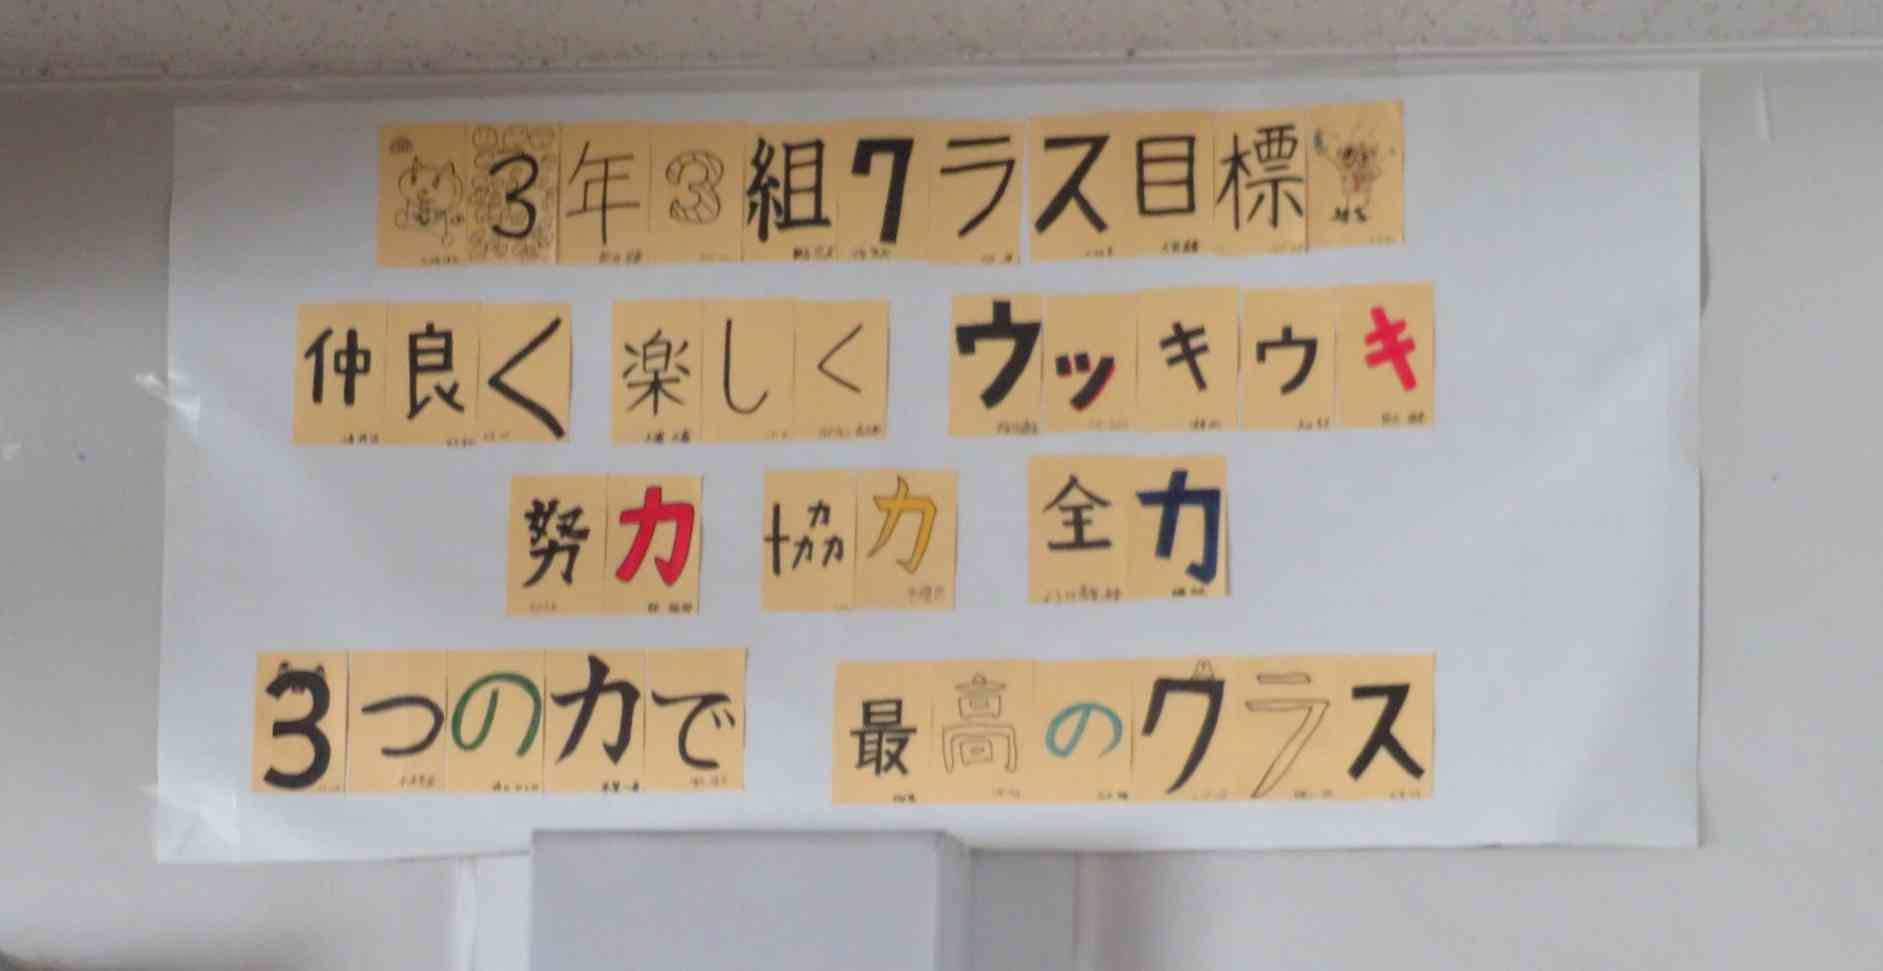 3年3組クラス目標
仲良く 楽しく ウッキウキ
努力 協力 全力
3つの力で 最高のクラス